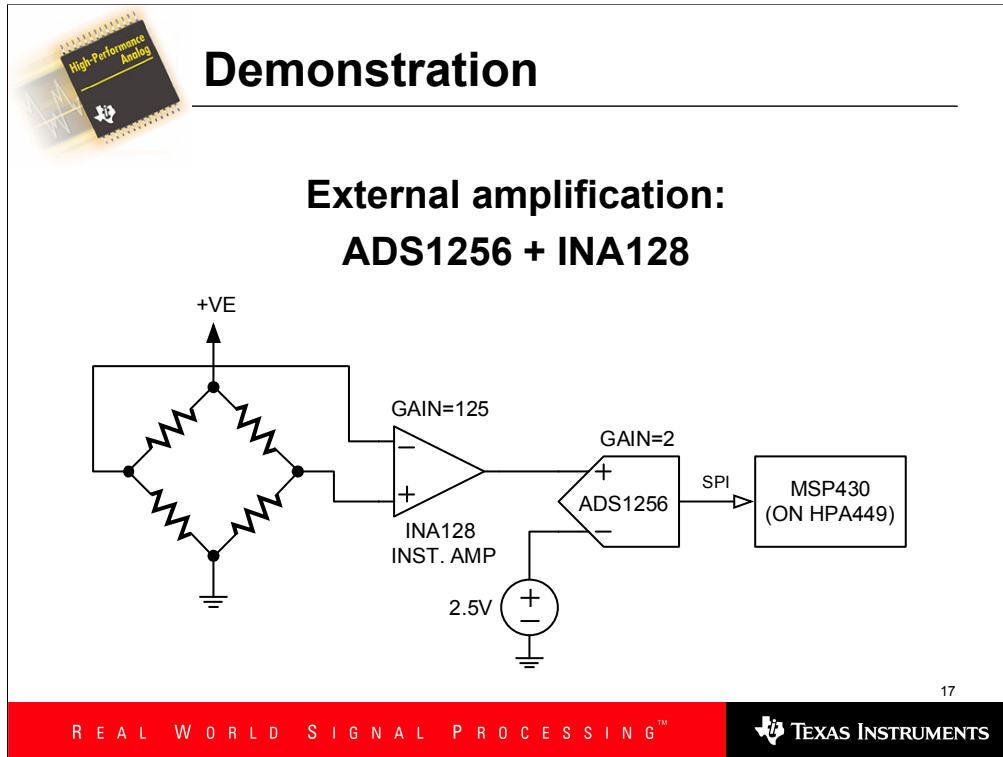 High-Performance
Analog
Demonstration
External amplification:
ADS1256 + INA128
+VE
GAIN=125
GAIN=2
INA128
INST. AMP
ADS1256
SPI
MSP430
(ON HPA449)
2.5V
17
REAL WORLD SIGNAL PROCESSING™
TEXAS INSTRUMENTS